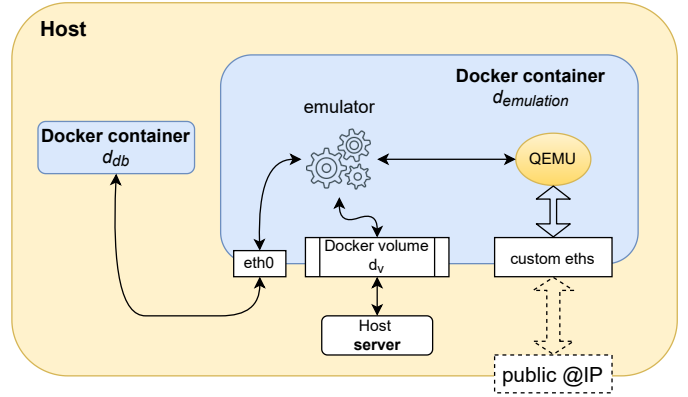 Host
Docker container
d_emulation
emulator
Docker container
d_db
QEMU
eth0
Docker volume
d_v
custom eths
Host
server
public @IP